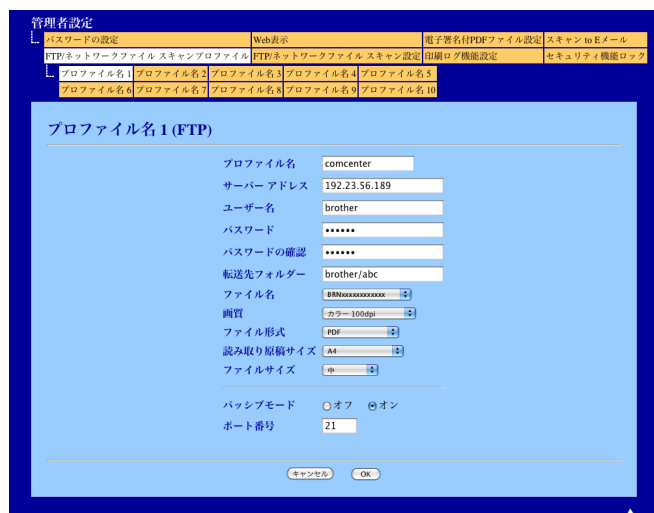 管理者設定
パスワードの設定 Web表示 電子署名付PDFファイル設定 スキャン to Eメール
FTP/ネットワークファイル スキャンプロファイル FTP/ネットワークファイル スキャン設定 印刷ログ機能設定 セキュリティ機能ロック
プロファイル名 1 プロファイル名 2 プロファイル名 3 プロファイル名 4 プロファイル名 5
プロファイル名 6 プロファイル名 7 プロファイル名 8 プロファイル名 9 プロファイル名 10
プロファイル名 1 (FTP)
プロファイル名 comcenter
サーバー アドレス 192.23.56.189
ユーザー名 brother
パスワード ••••••
パスワードの確認 ••••••
転送先フォルダー brother/abc
ファイル名 BRNxxxxxxxxxxxx
画質 カラー 100dpi
ファイル形式 PDF
読み取り原稿サイズ A4
ファイルサイズ 中
パッシブモード オフ オン
ポート番号 21
キャンセル OK